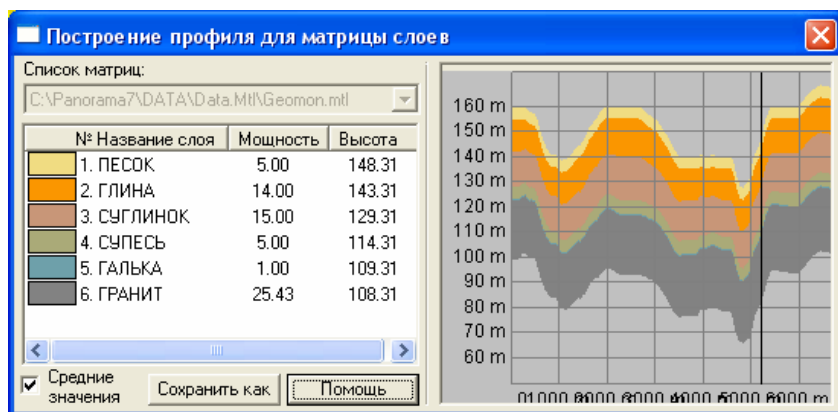 Построение профиля для матрицы слоев
Список матриц:
C:\Panorama7\DATA\Data.Mtl\Geomon.mtl
№ Название слоя Мощность Высота
1. ПЕСОК 5.00 148.31
2. ГЛИНА 14.00 143.31
3. СУГЛИНОК 15.00 129.31
4. СУПЕСЬ 5.00 114.31
5. ГАЛЬКА 1.00 109.31
6. ГРАНИТ 25.43 108.31
Средние значения
Сохранить как
Помощь
160 m
150 m
140 m
130 m
120 m
110 m
100 m
90 m
80 m
70 m
60 m